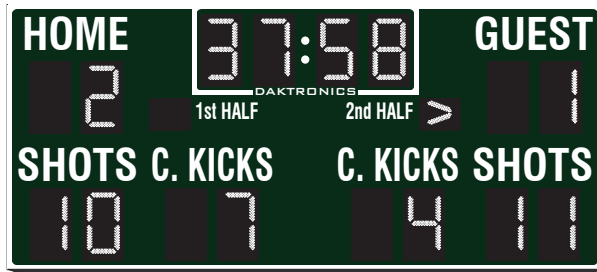 HOME 37:58 GUEST
DAKTRONICS
2 1st HALF 2nd HALF > 1
SHOTS C. KICKS C. KICKS SHOTS
10 7 4 11